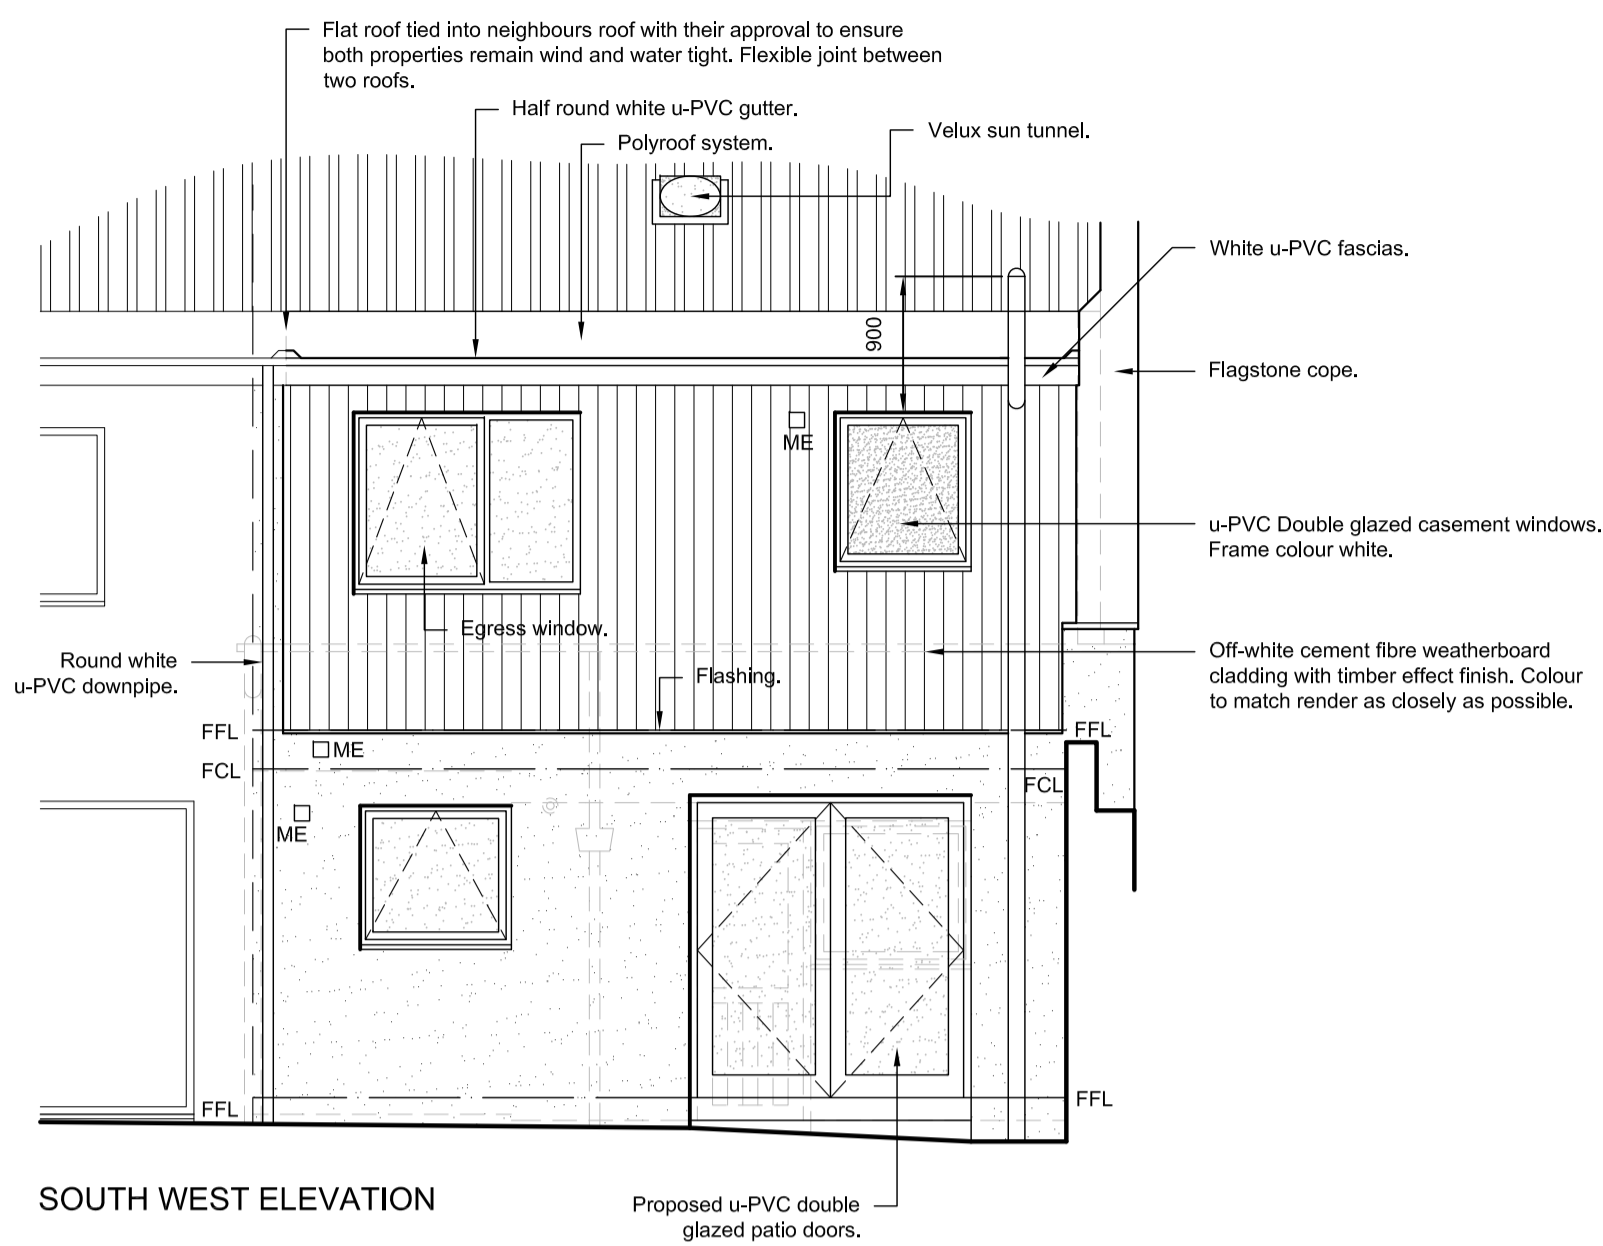 Flat roof tied into neighbours roof with their approval to ensure
both properties remain wind and water tight. Flexible joint between
two roofs.
Half round white u-PVC gutter.
Velux sun tunnel.
Polyroof system.
White u-PVC fascias.
900
Flagstone cope.
ME
u-PVC Double glazed casement windows.
Frame colour white.
Egress window.
Off-white cement fibre weatherboard
cladding with timber effect finish. Colour
to match render as closely as possible.
Round white
u-PVC downpipe.
Flashing.
FFL
FFL
ME
FCL
FCL
ME
FFL
FFL
SOUTH WEST ELEVATION
Proposed u-PVC double
glazed patio doors.